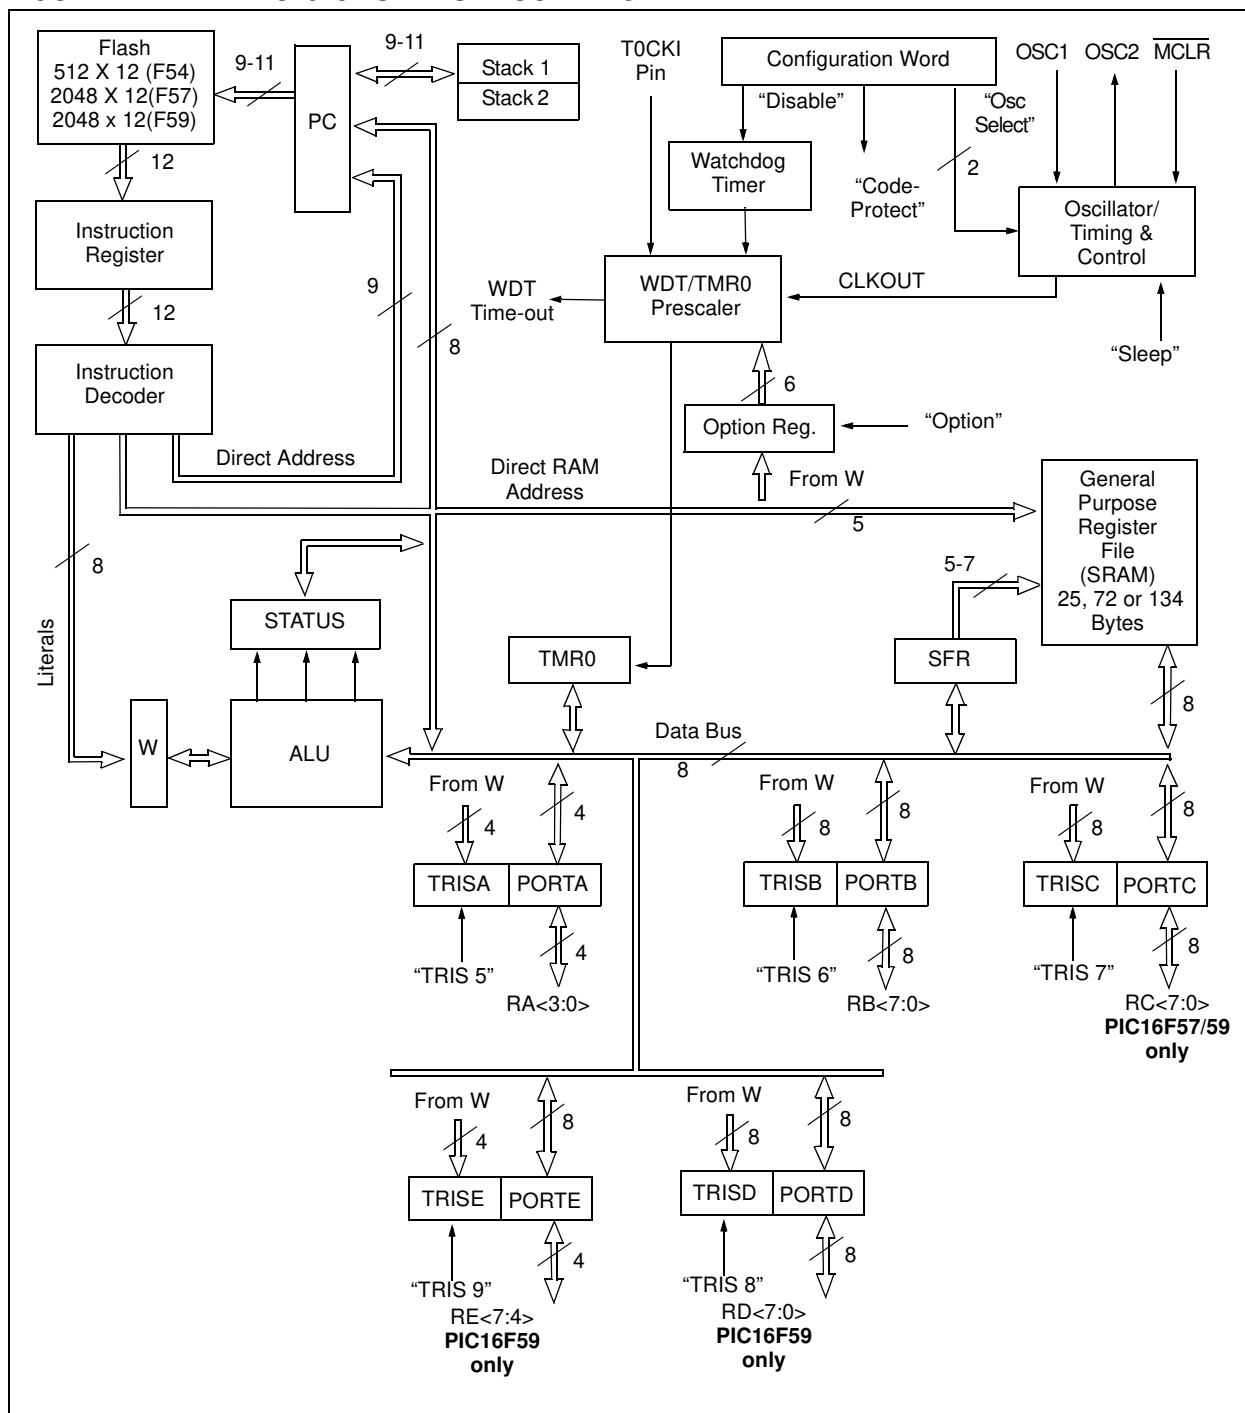 Flash
512 X 12 (F54)
2048 X 12(F57)
2048 x 12(F59)
9-11
PC
9-11
Stack 1
Stack 2
T0CKI
Pin
Configuration Word
OSC1
OSC2
MCLR
“Disable”
“Osc
Select”
12
Watchdog
Timer
2
“Code-
Protect”
Instruction
Register
Oscillator/
Timing &
Control
9
WDT
Time-out
WDT/TMR0
Prescaler
CLKOUT
12
8
“Sleep”
Instruction
Decoder
6
Option Reg.
“Option”
Direct Address
Direct RAM
Address
From W
5
General
Purpose
Register
File
(SRAM)
25, 72 or 134
Bytes
8
5-7
STATUS
Literals
TMR0
SFR
8
W
ALU
Data Bus
8
From W
4
4
From W
8
8
From W
8
8
TRISA
PORTA
TRISB
PORTB
TRISC
PORTC
4
8
8
“TRIS 5”
“TRIS 6”
“TRIS 7”
RA<3:0>
RB<7:0>
RC<7:0>
PIC16F57/59
only
From W
4
8
From W
8
8
TRISE
PORTE
TRISD
PORTD
4
8
“TRIS 9”
“TRIS 8”
RE<7:4>
PIC16F59
only
RD<7:0>
PIC16F59
only